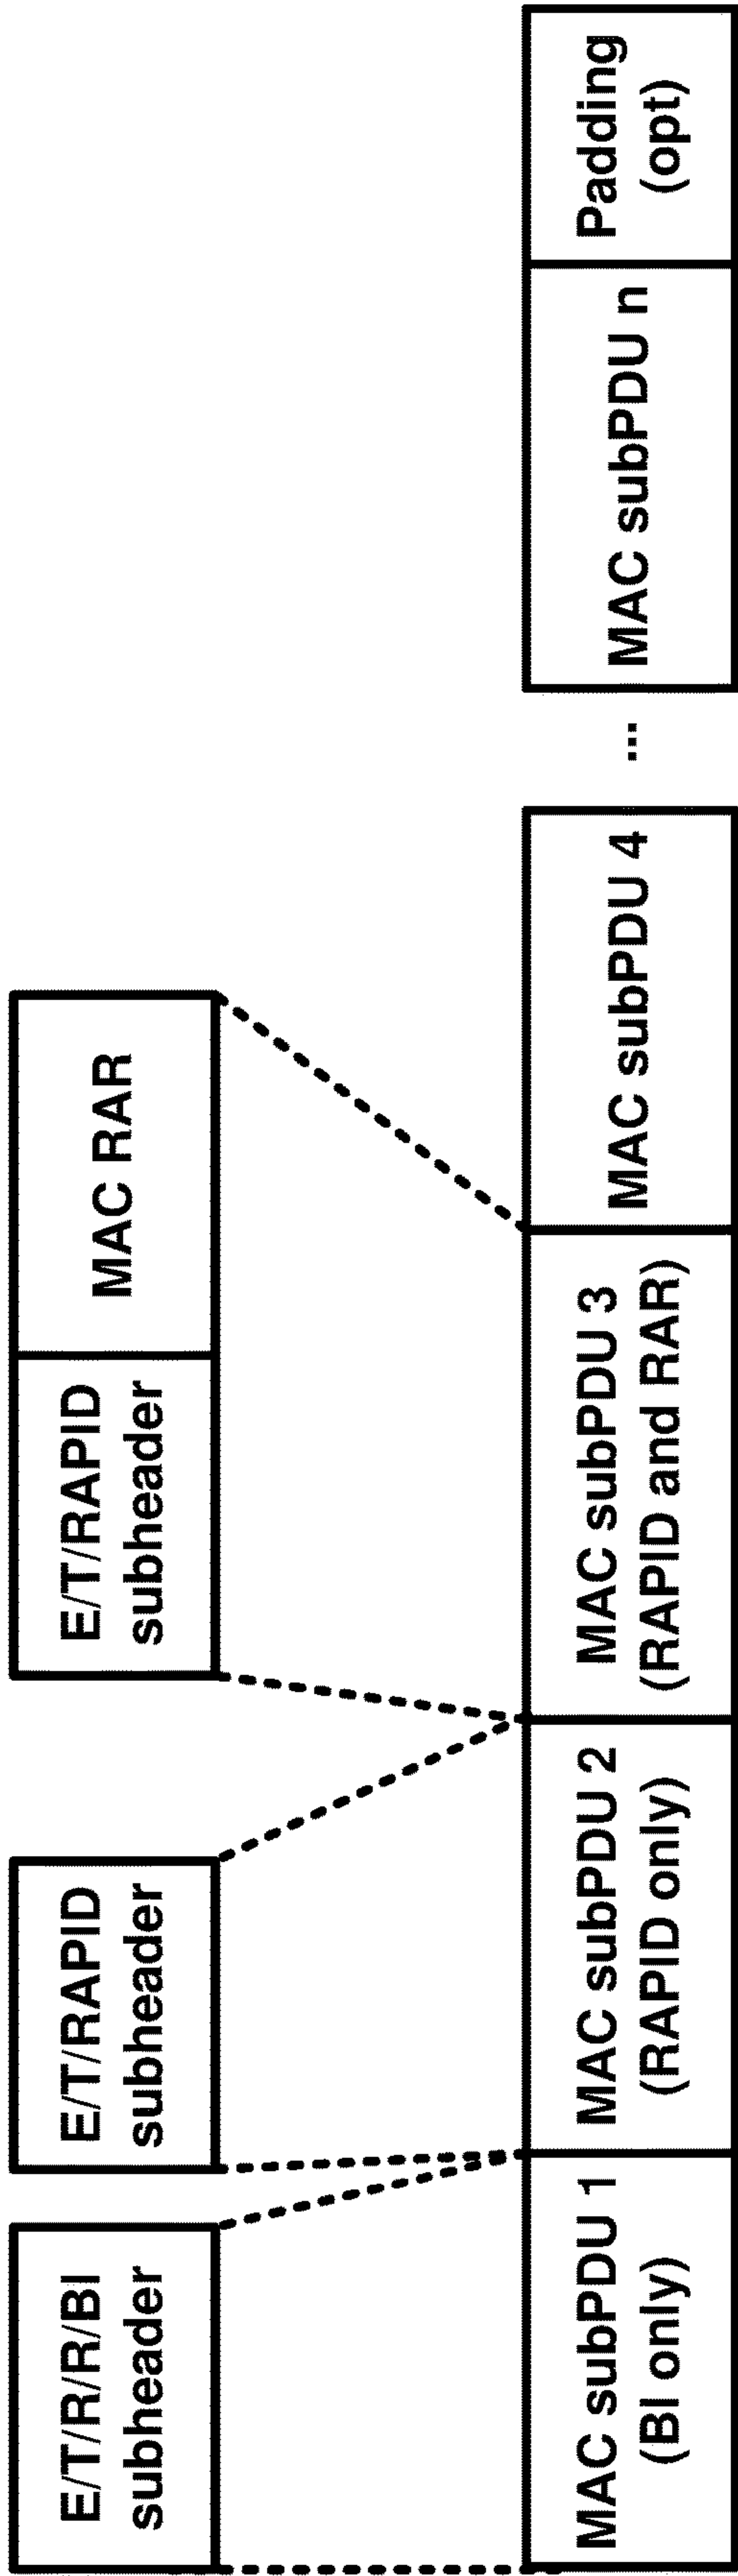 E/T/R/R/BI
subheader
E/T/RAPID
subheader
E/T/RAPID
subheader
MAC RAR
MAC subPDU 1
(BI only)
MAC subPDU 2
(RAPID only)
MAC subPDU 3
(RAPID and RAR)
MAC subPDU 4
...
MAC subPDU n
Padding
(opt)